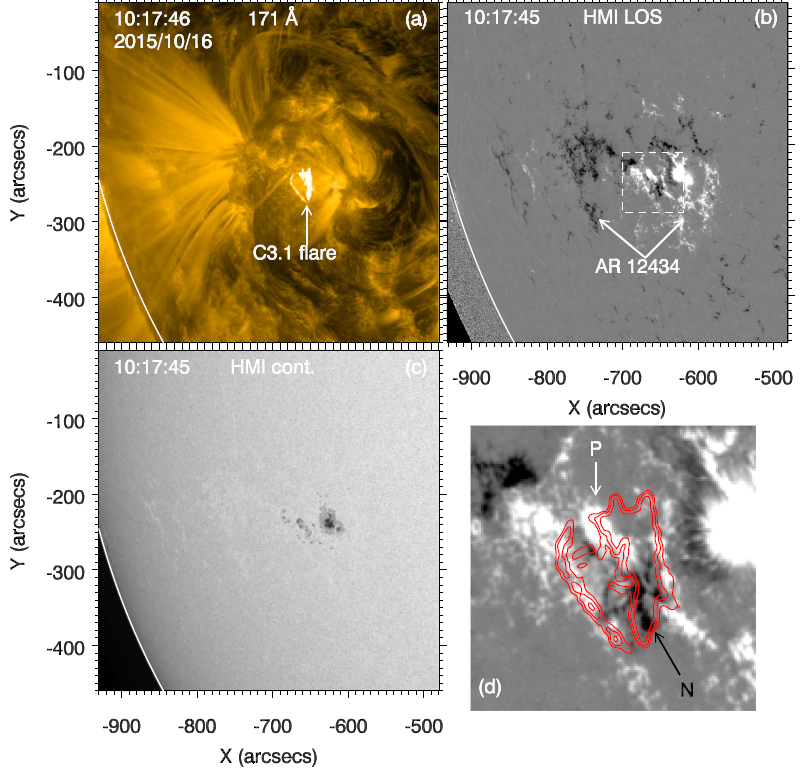 10:17:46 171 Å (a)
2015/10/16
C3.1 flare
-100
-200
-300
-400
Y (arcsecs)
10:17:45 HMI LOS (b)
AR 12434
-900 -800 -700 -600 -500
X (arcsecs)
10:17:45 HMI cont. (c)
-100
-200
-300
-400
Y (arcsecs)
-900 -800 -700 -600 -500
X (arcsecs)
P
N
(d)